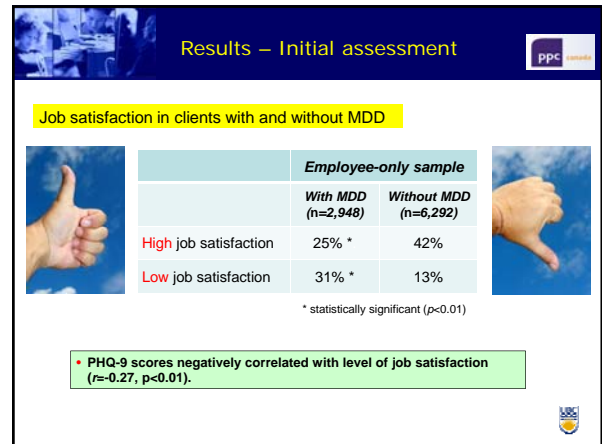 Results – Initial assessment
ppc canada
Job satisfaction in clients with and without MDD
Employee-only sample
With MDD Without MDD
(n=2,948) (n=6,292)
High job satisfaction 25% * 42%
Low job satisfaction 31% * 13%
* statistically significant (p<0.01)
• PHQ-9 scores negatively correlated with level of job satisfaction
(r=-0.27, p<0.01).
UBC